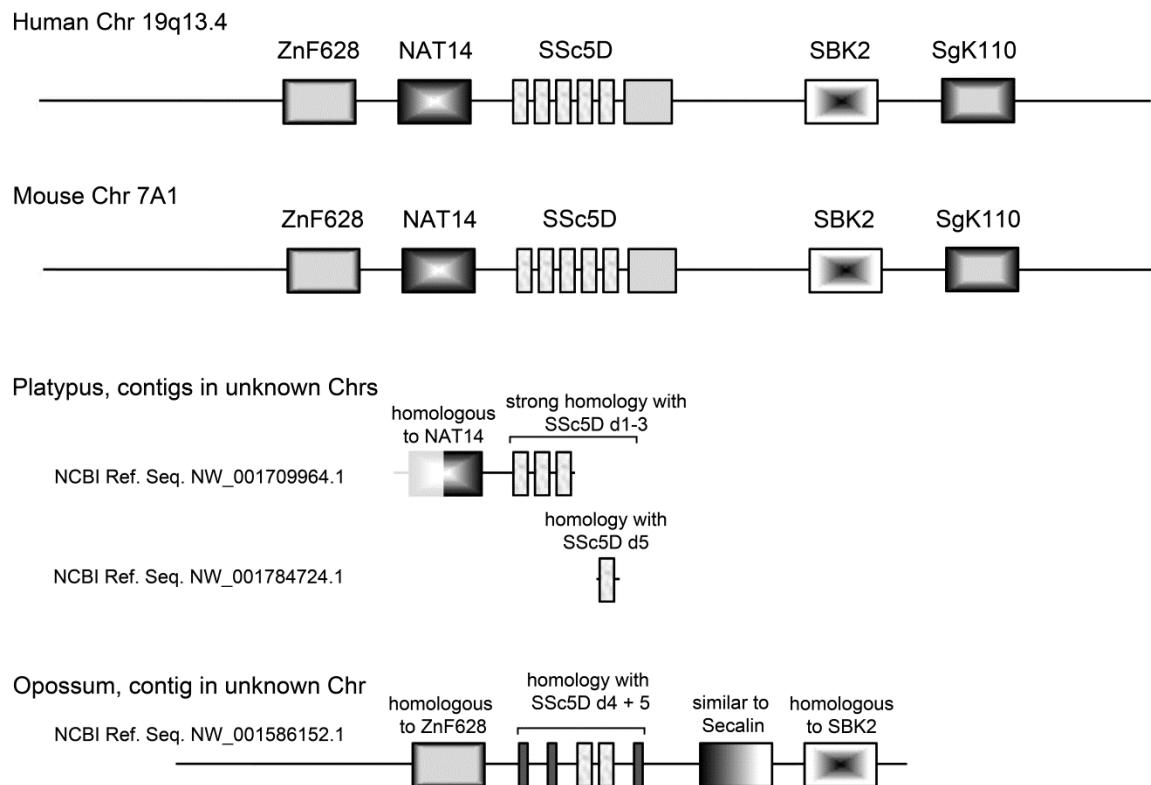 Human Chr 19q13.4
ZnF628 NAT14 SSc5D SBK2 SgK110
Mouse Chr 7A1
ZnF628 NAT14 SSc5D SBK2 SgK110
Platypus, contigs in unknown Chrs
homologous
to NAT14
strong homology with
SSc5D d1-3
NCBI Ref. Seq. NW_001709964.1
homology with
SSc5D d5
NCBI Ref. Seq. NW_001784724.1
Opossum, contig in unknown Chr
homologous
to ZnF628
homology with
SSc5D d4 + 5
similar to
Secalin
homologous
to SBK2
NCBI Ref. Seq. NW_001586152.1